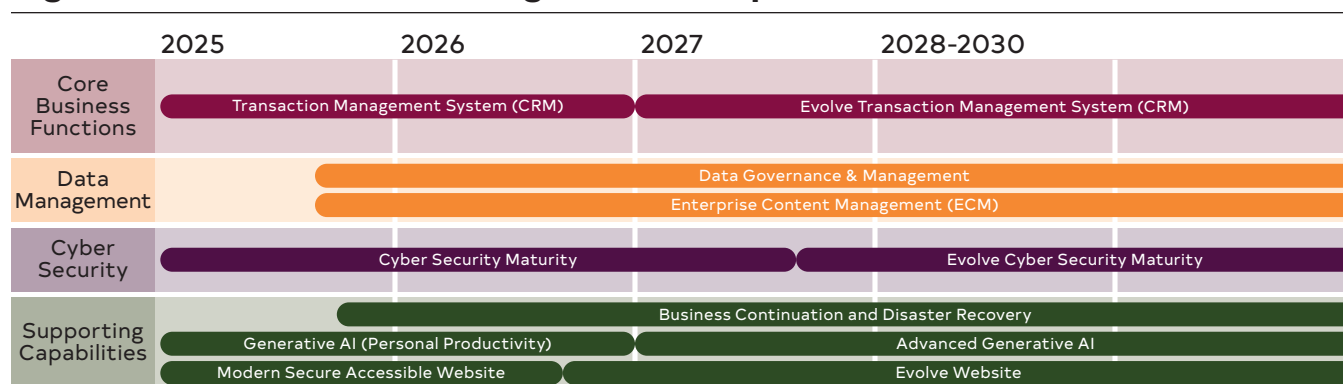 2025 2026 2027 2028-2030
Core
Business
Functions
Transaction Management System (CRM) Evolve Transaction Management System (CRM)
Data
Management
Data Governance & Management
Enterprise Content Management (ECM)
Cyber
Security
Cyber Security Maturity Evolve Cyber Security Maturity
Supporting
Capabilities
Business Continuation and Disaster Recovery
Generative AI (Personal Productivity) Advanced Generative AI
Modern Secure Accessible Website Evolve Website